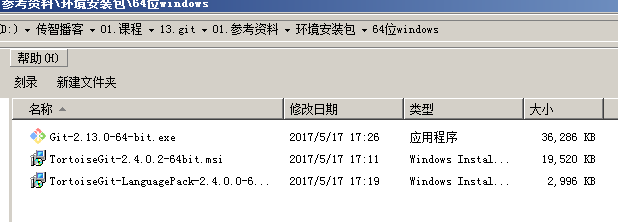 参考资料\环境安装包\64位windows
D:) ▾ 传智播客 ▾ 01.课程 ▾ 13.git ▾ 01.参考资料 ▾ 环境安装包 ▾ 64位windows
帮助(H)
刻录 新建文件夹
名称 修改日期 类型 大小
Git-2.13.0-64-bit.exe 2017/5/17 17:26 应用程序 36,286 KB
TortoiseGit-2.4.0.2-64bit.msi 2017/5/17 17:11 Windows Instal... 19,520 KB
TortoiseGit-LanguagePack-2.4.0.0-6... 2017/5/17 17:19 Windows Instal... 2,996 KB